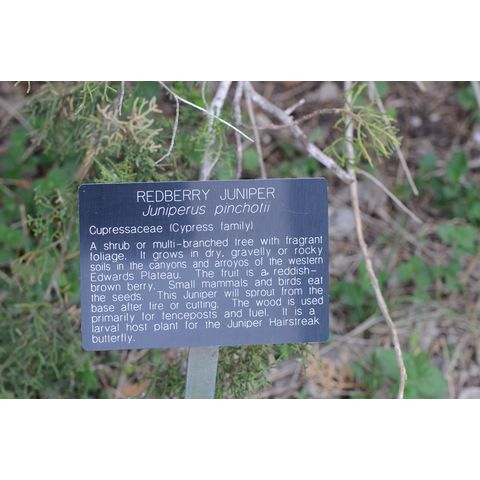 REDBERRY JUNIPER
Juniperus pinchotii
Cupressaceae (Cypress family)
A shrub or multi-branched tree with fragrant
foliage. It grows in dry, gravelly or rocky
soils in the canyons and arroyos of the western
Edwards Plateau. The fruit is a reddish-
brown berry. Small mammals and birds eat
the seeds. This Juniper will sprout from the
base after fire or cutting. The wood is used
primarily for fenceposts and fuel. It is a
larval host plant for the Juniper Hairstreak
butterfly.